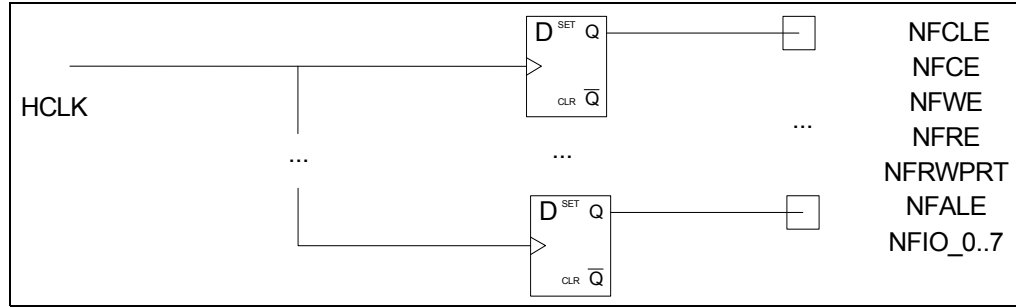 D SET Q
CLR Q
HCLK
...
...
...
D SET Q
CLR Q
NFCLE
NFCE
NFWE
NFRE
NFRWPRT
NFALE
NFIO_0..7